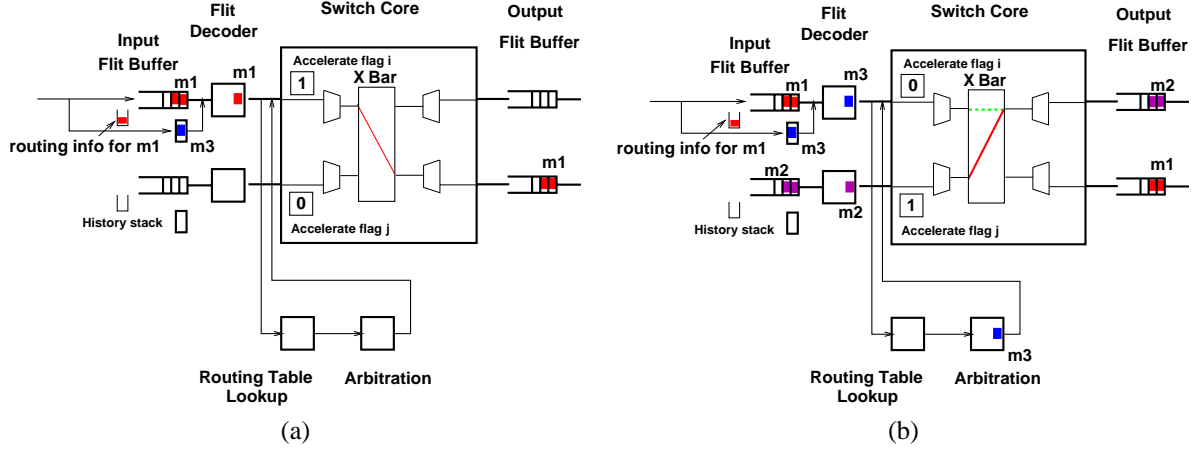 Switch Core
Flit
Decoder
Output
Flit Buffer
Input
Flit Buffer
m1
m1
Accelerate flag i
1
X Bar
routing info for m1
m3
m1
0
Accelerate flag j
History stack
Routing Table
Lookup
Arbitration
(a)
Switch Core
Flit
Decoder
Output
Flit Buffer
Input
Flit Buffer
m1
m3
Accelerate flag i
0
X Bar
m2
routing info for m1
m3
m2
m1
m2
1
Accelerate flag j
History stack
m3
Routing Table
Lookup
Arbitration
(b)